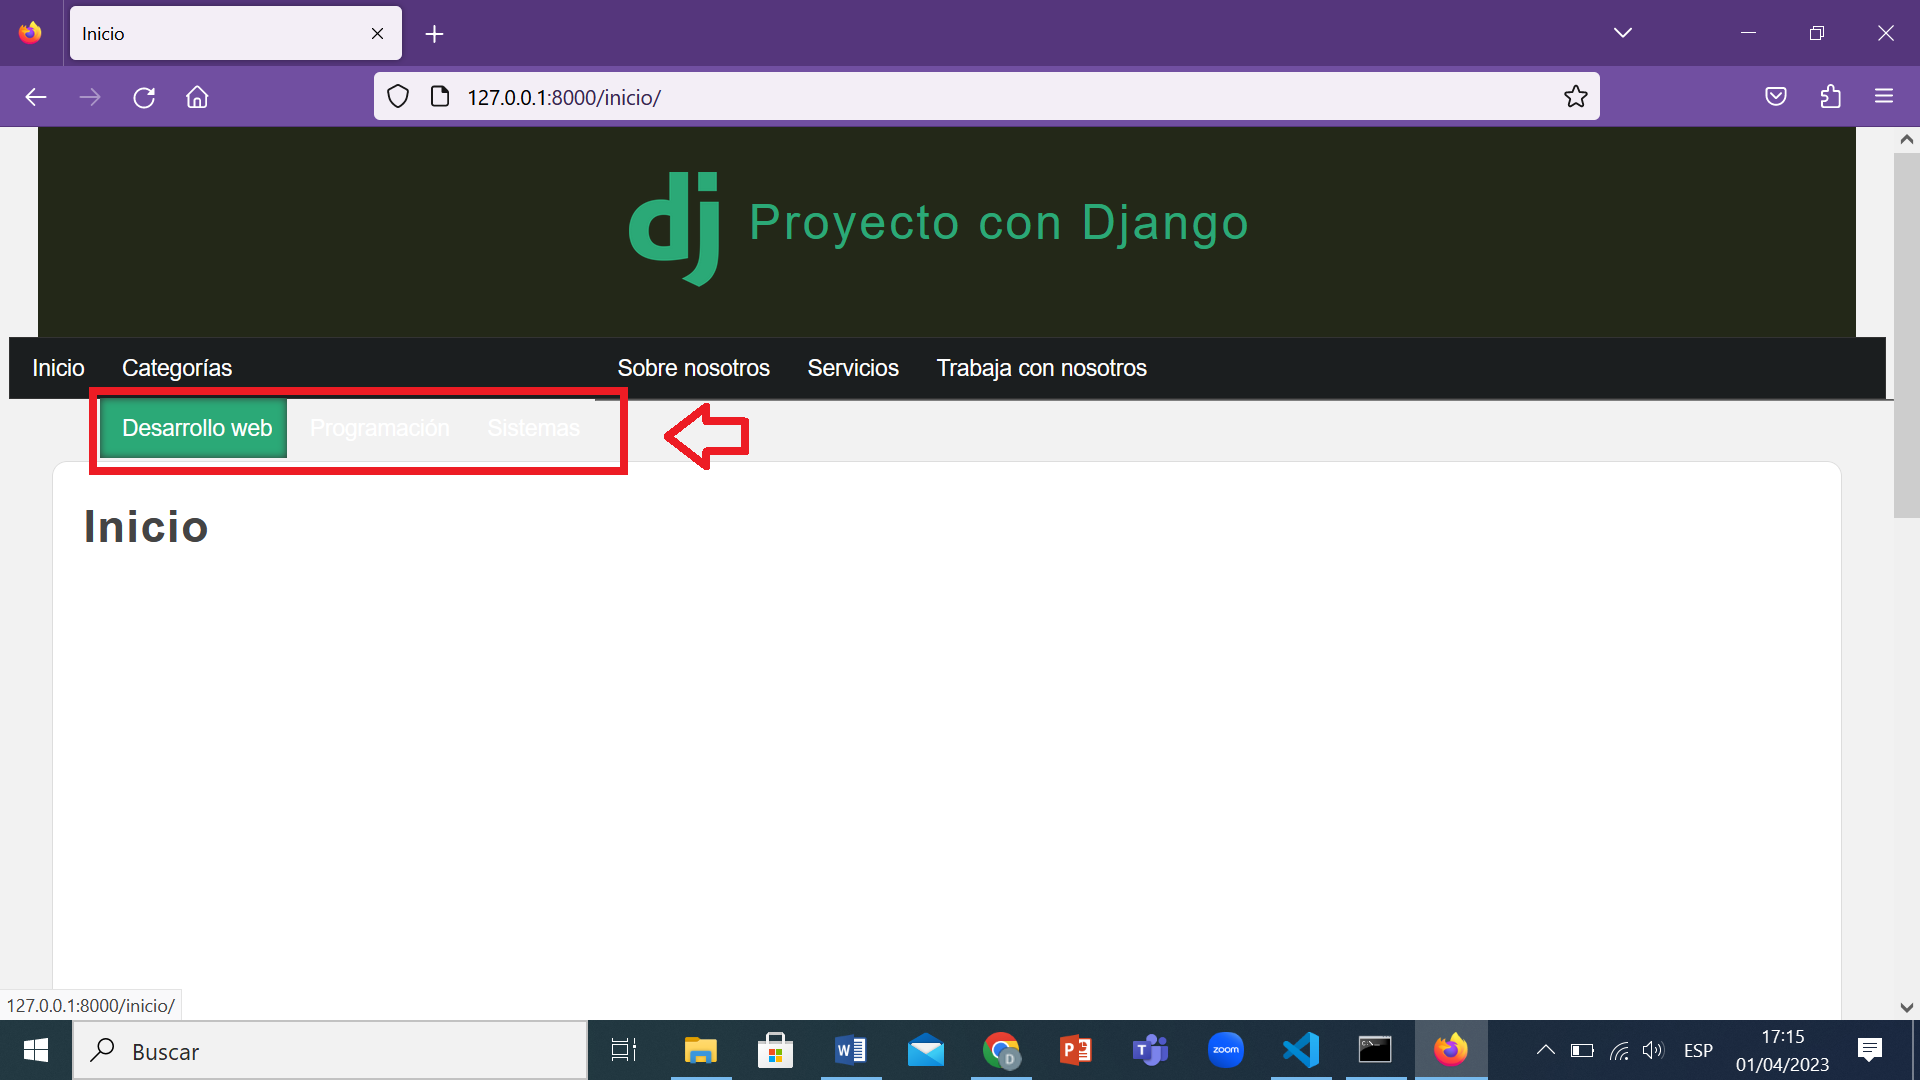 Inicio
127.0.0.1:8000/inicio/
dj Proyecto con Django
Inicio Categorías Sobre nosotros Servicios Trabaja con nosotros
Desarrollo web Programación Sistemas
Inicio
127.0.0.1:8000/inicio/
Buscar
W
D
P
T
zoom
C:\
ESP
17:15
01/04/2023